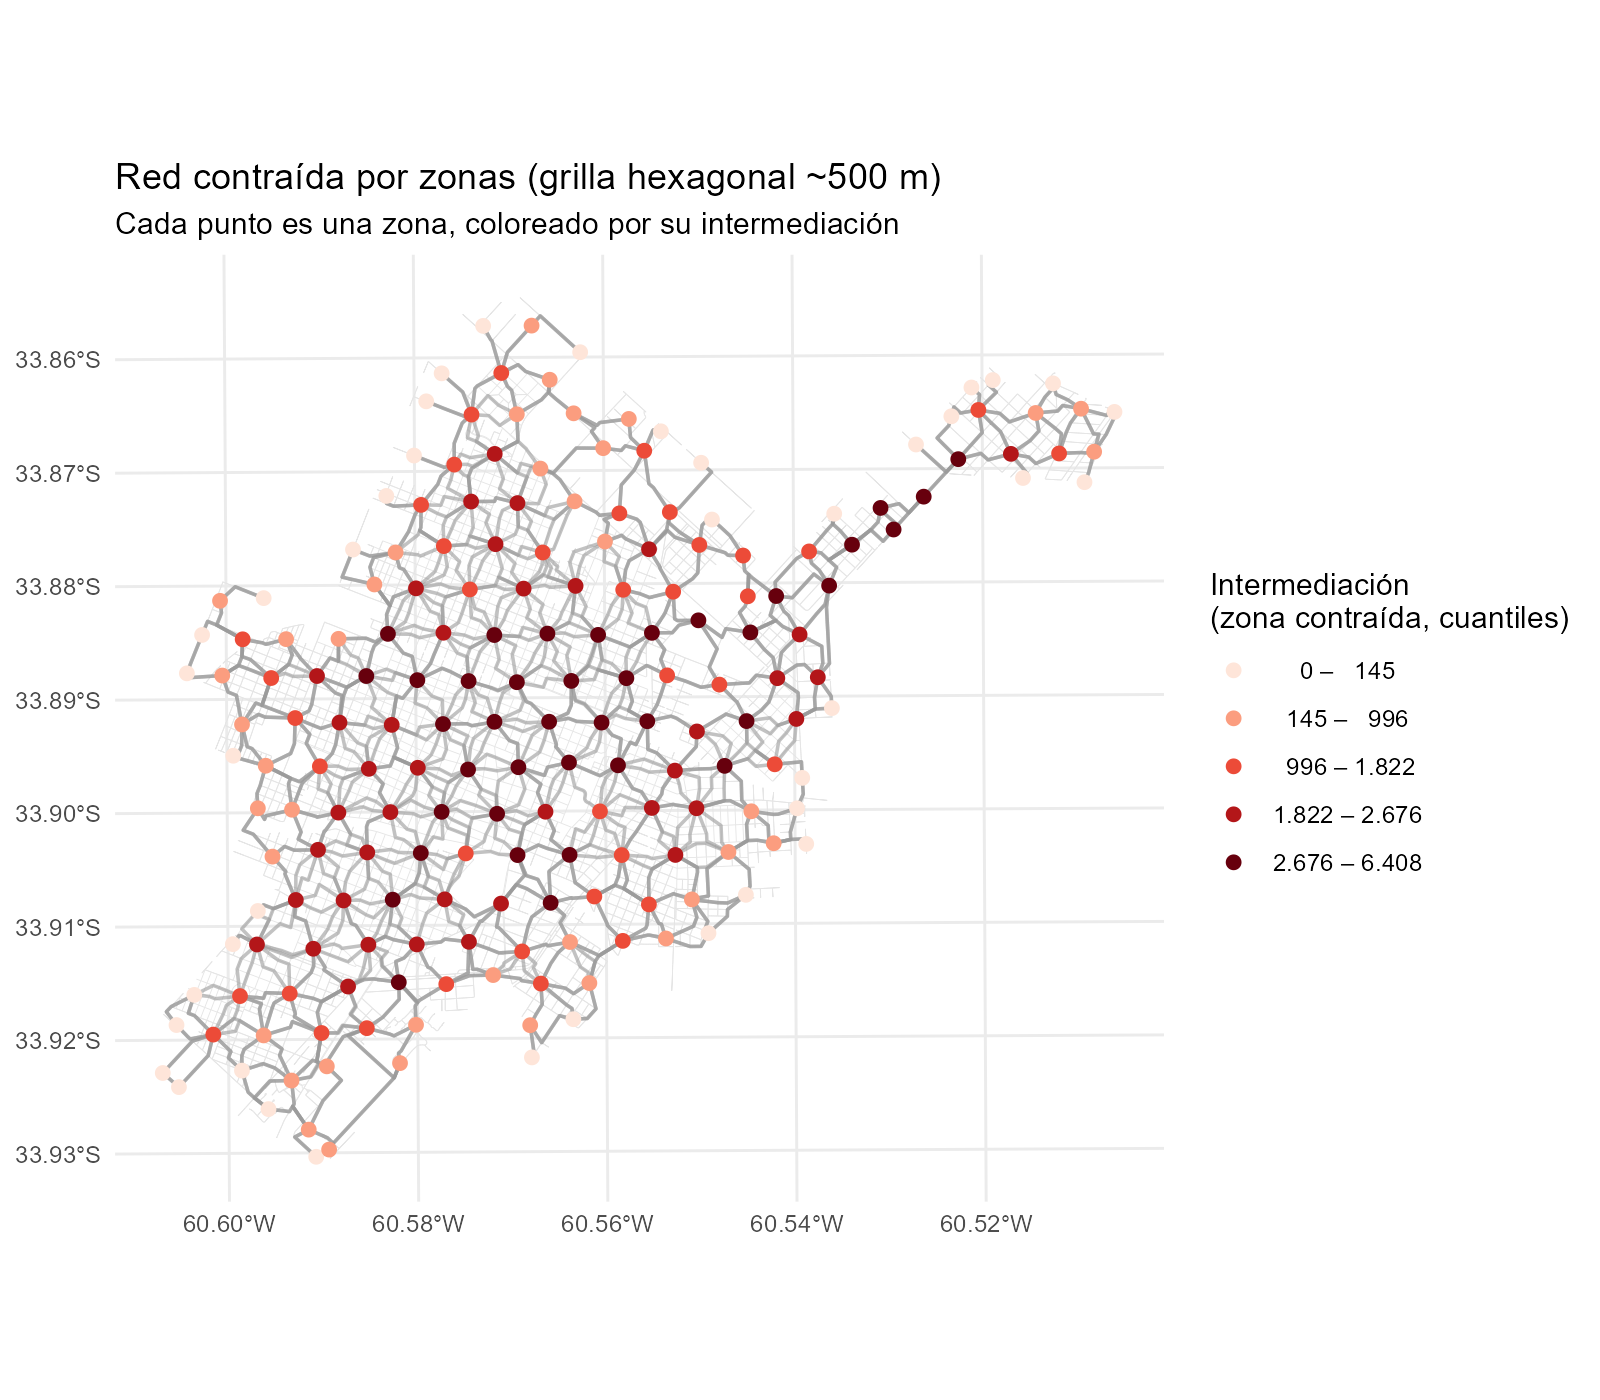 Red contraída por zonas (grilla hexagonal ~500 m)
Cada punto es una zona, coloreado por su intermediación
33.86°S
33.87°S
33.88°S
33.89°S
33.90°S
33.91°S
33.92°S
33.93°S
60.60°W
60.58°W
60.56°W
60.54°W
60.52°W
Intermediación
(zona contraída, cuantiles)
0 – 145
145 – 996
996 – 1.822
1.822 – 2.676
2.676 – 6.408